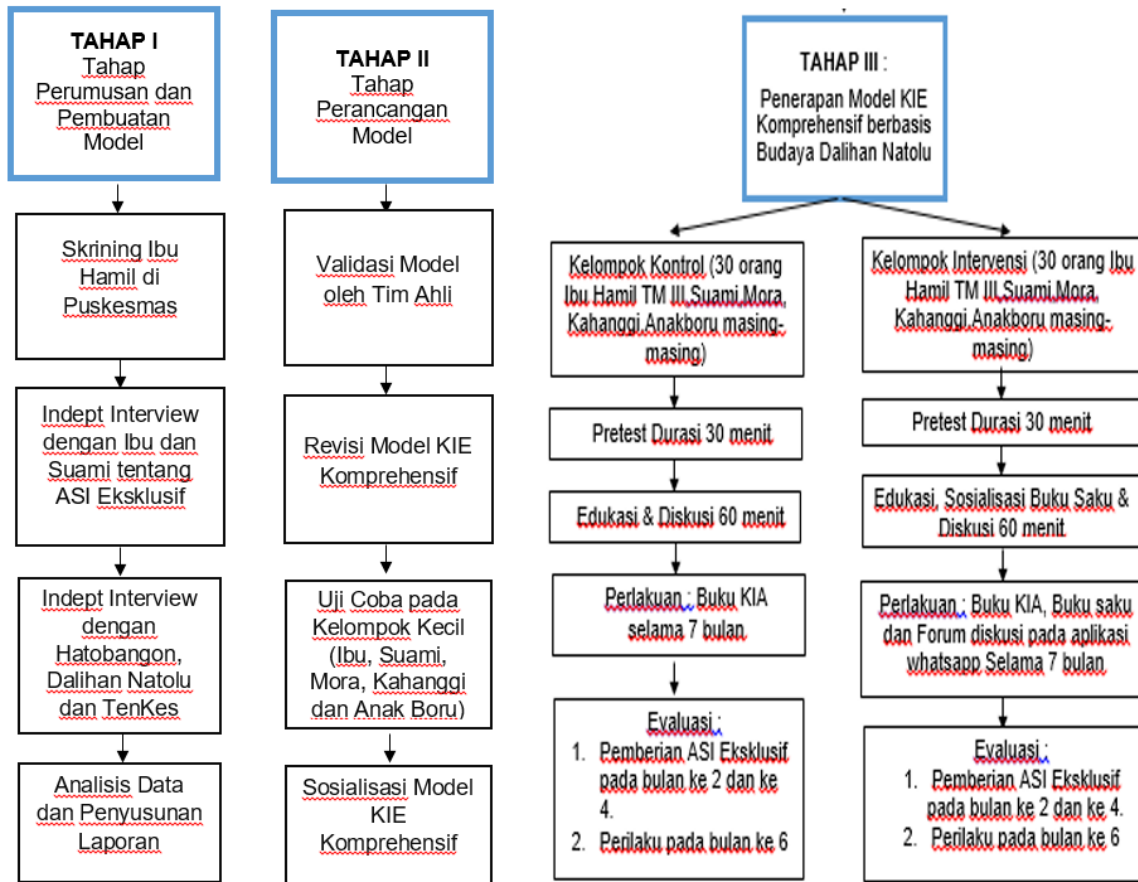 TAHAP I
Tahap
Perumusan dan
Pembuatan
Model
Skrining Ibu
Hamil di
Puskesmas
Indept Interview
dengan Ibu dan
Suami tentang
ASI Eksklusif
Indept Interview
dengan
Hatobangon,
Dalihan Natolu
dan TenKes
Analisis Data
dan Penyusunan
Laporan
TAHAP II
Tahap
Perancangan
Model
Validasi Model
oleh Tim Ahli
Revisi Model KIE
Komprehensif
Uji Coba pada
Kelompok Kecil
(Ibu, Suami,
Mora, Kahanggi
dan Anak Boru)
Sosialisasi Model
KIE
Komprehensif
TAHAP III :
Penerapan Model KIE
Komprehensif berbasis
Budaya Dalihan Natolu
Kelompok Kontrol (30 orang
Ibu Hamil TM III,Suami,Mora,
Kahanggi,Anakboru masing-
masing)
Pretest Durasi 30 menit
Edukasi & Diskusi 60 menit
Perlakuan : Buku KIA
selama 7 bulan
Evaluasi :
1. Pemberian ASI Eksklusif
pada bulan ke 2 dan ke
4.
2. Perilaku pada bulan ke 6
Kelompok Intervensi (30 orang Ibu
Hamil TM III,Suami,Mora,
Kahanggi,Anakboru masing-
masing)
Pretest Durasi 30 menit
Edukasi, Sosialisasi Buku Saku &
Diskusi 60 menit
Perlakuan : Buku KIA, Buku saku
dan Forum diskusi pada aplikasi
whatsapp Selama 7 bulan
Evaluasi :
1. Pemberian ASI Eksklusif
pada bulan ke 2 dan ke 4.
2. Perilaku pada bulan ke 6